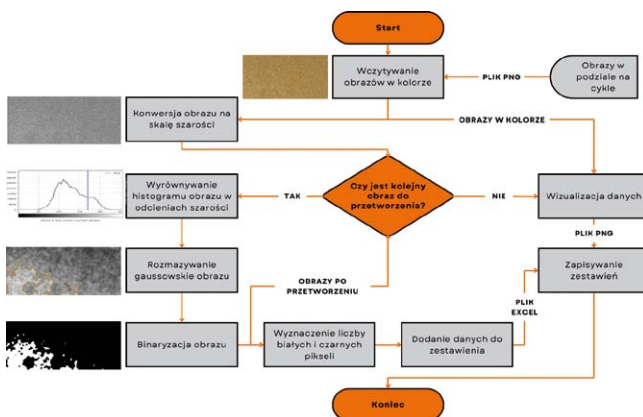 Start
Wczytywanie
obrazów w kolorze
PLIK PNG
Obrazy w
podziale na
cykle
Konwersja obrazu na
skalę szarości
OBRAZY W KOLORZE
Wyrównywanie
histogramu obrazu w
odcieniach szarości
TAK
Czy jest kolejny
obraz do
przetworzenia?
NIE
Wizualizacja danych
PLIK PNG
Rozmazywanie
gaussowskie obrazu
OBRAZY PO
PRZETWORZENIU
Zapisywanie
zestawień
PLIK
EXCEL
Binaryzacja obrazu
Wyznaczenie liczby
białych i czarnych
pikseli
Dodanie danych do
zestawienia
Koniec